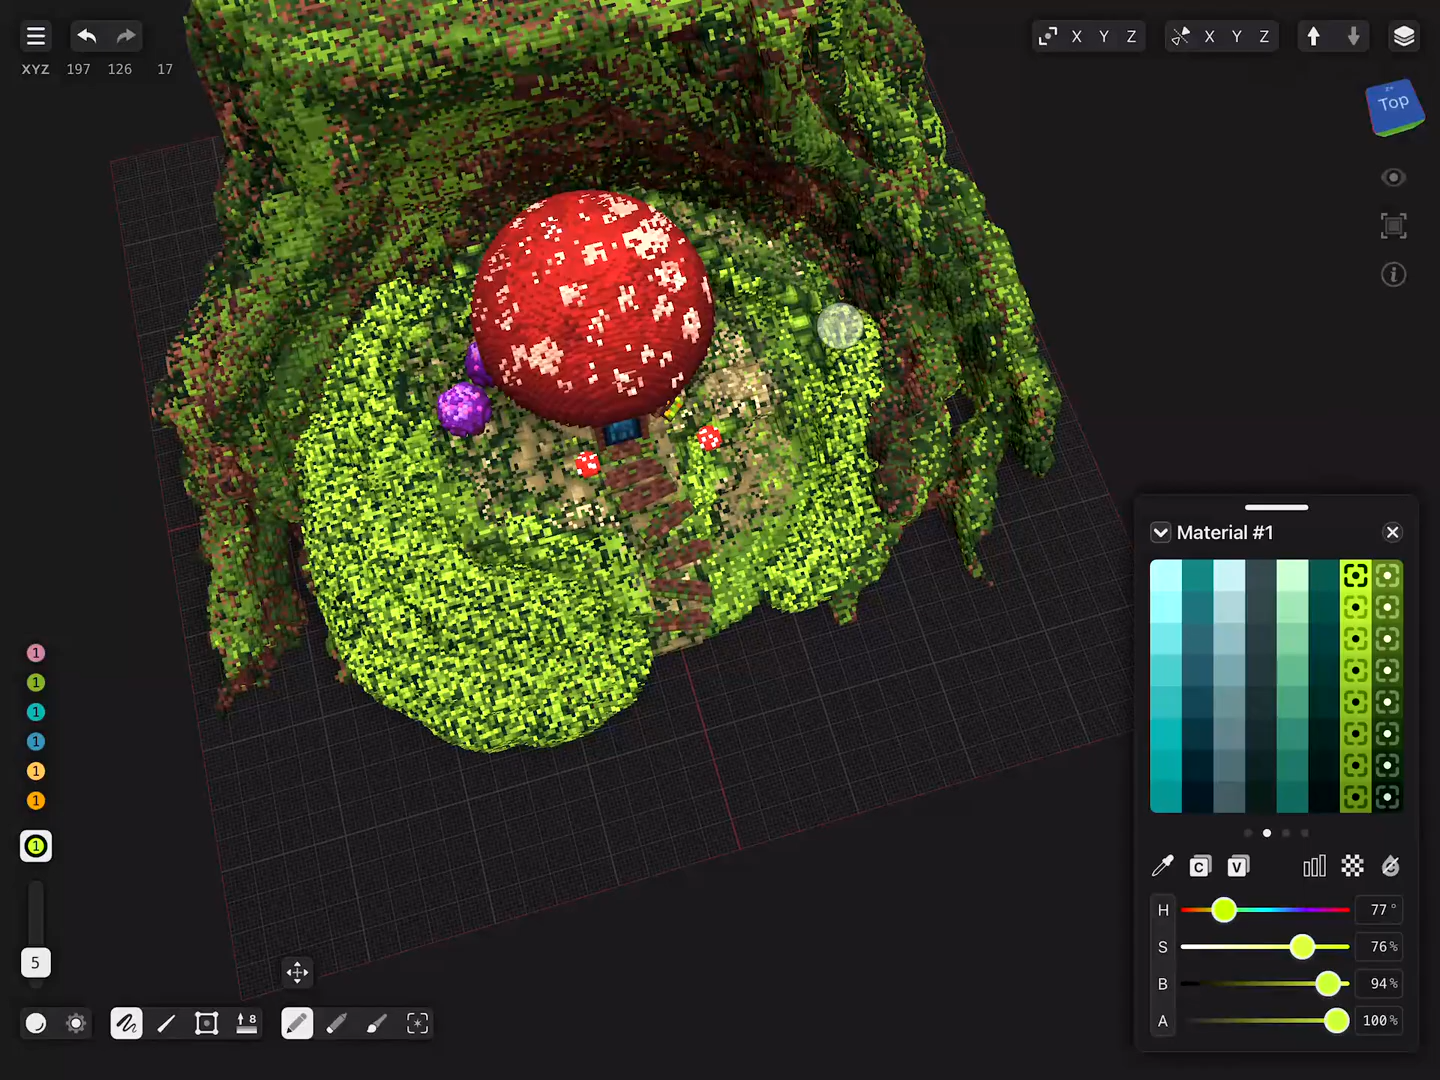 X Y Z
X Y Z
XYZ 197 126 17
Z+
Top
Material #1
1
1
1
1
1
1
1
C V
H 77°
S 76%
5
B 94%
8
A 100%